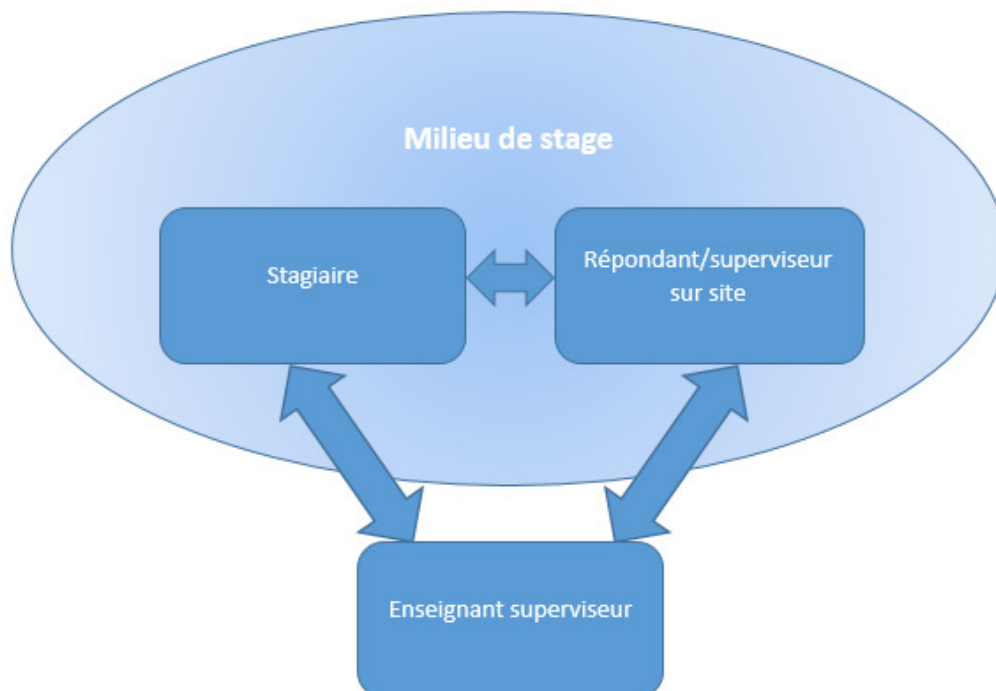 Milieu de stage
Stagiaire
Répondant/superviseur
sur site
Enseignant superviseur